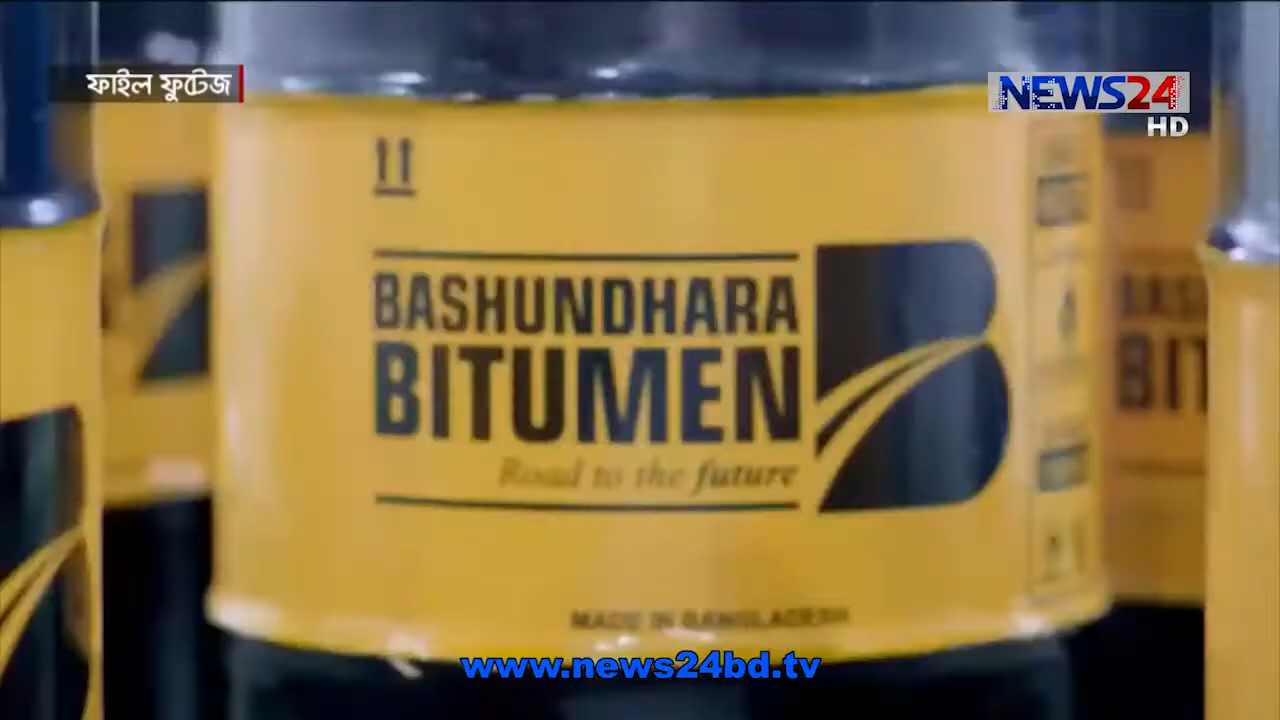 ফাইল ফুটেজ
NEWS24
HD
11
BASHUNDHARA
BITUMEN
Road to the future
MADE IN BANGLADESH
www.news24bd.tv